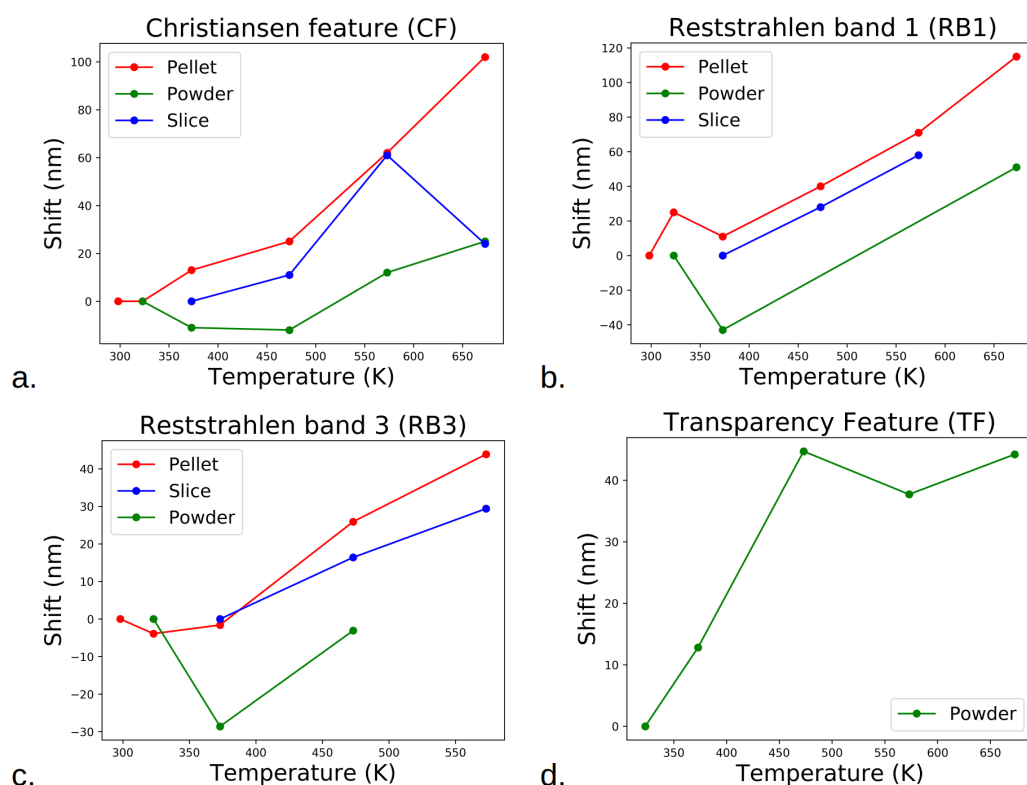 Christiansen feature (CF)
Pellet
Powder
Slice
100
80
60
40
20
0
Shift (nm)
300 350 400 450 500 550 600 650
Temperature (K)
a.
Reststrahlen band 1 (RB1)
Pellet
Powder
Slice
120
100
80
60
40
20
0
−20
−40
Shift (nm)
300 350 400 450 500 550 600 650
Temperature (K)
b.
Reststrahlen band 3 (RB3)
Pellet
Slice
Powder
40
30
20
10
0
−10
−20
−30
Shift (nm)
300 350 400 450 500 550
Temperature (K)
c.
Transparency Feature (TF)
40
30
20
10
0
Shift (nm)
Powder
350 400 450 500 550 600 650
Temperature (K)
d.